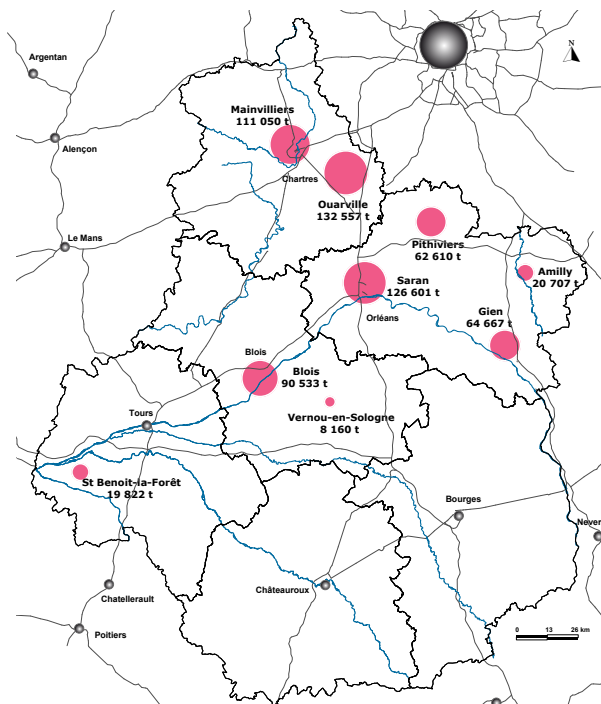 Argentan
N
Mainvilliers
111 050 t
Alençon
Chartres
Ouarville
132 557 t
Le Mans
Pithiviers
62 610 t
Amilly
20 707 t
Saran
126 601 t
Gien
64 667 t
Orléans
Blois
Blois
90 533 t
Vernou-en-Sologne
8 160 t
Tours
St Benoit-la-Forêt
19 822 t
Bourges
Never
Châteauroux
Chatellerault
Poitiers
0 13 26 km